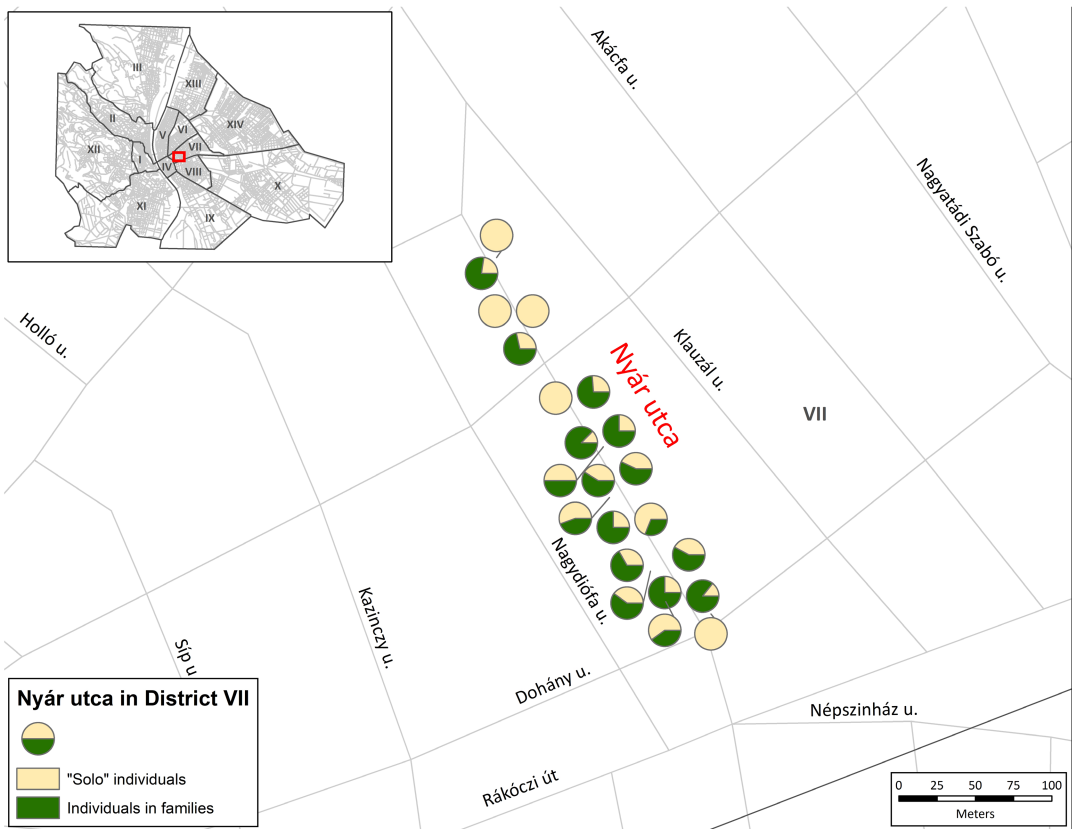 III
XIII
II
V
VI
XIV
XII
I
VII
IV
VIII
X
XI
IX
Akácfa u.
Nagyatádi Szabó u.
Holló u.
Klauzál u.
Nyár utca
VII
Nagydiófa u.
Kazinczy u.
Síp u
Dohány u.
Népszinház u.
Rákóczi út
Nyár utca in District VII
"Solo" individuals
Individuals in families
0 25 50 75 100
Meters